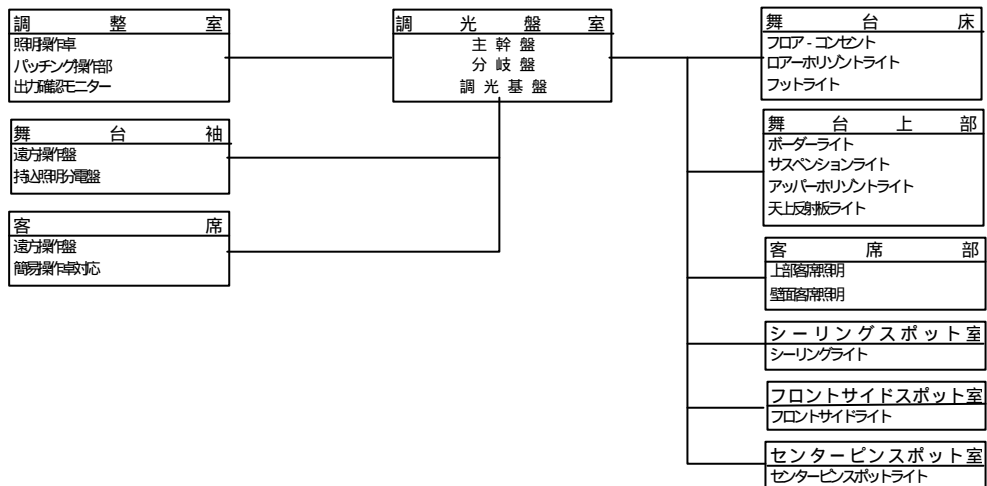 調整室
照明操作卓
パッチング操作部
出力確認モニター
舞台袖
遠方操作盤
持込照明分電盤
客席
遠方操作盤
簡易操作卓対応
調光盤室
主幹盤
分岐盤
調光基盤
舞台床
フロア-コンセント
ロアーホリゾントライト
フットライト
舞台上部
ボーダーライト
サスペンションライト
アッパーホリゾントライト
天上反射板ライト
客席部
上部客席照明
壁面客席照明
シーリングスポット室
シーリングライト
フロントサイドスポット室
フロントサイドライト
センターピンスポット室
センターピンスポットライト